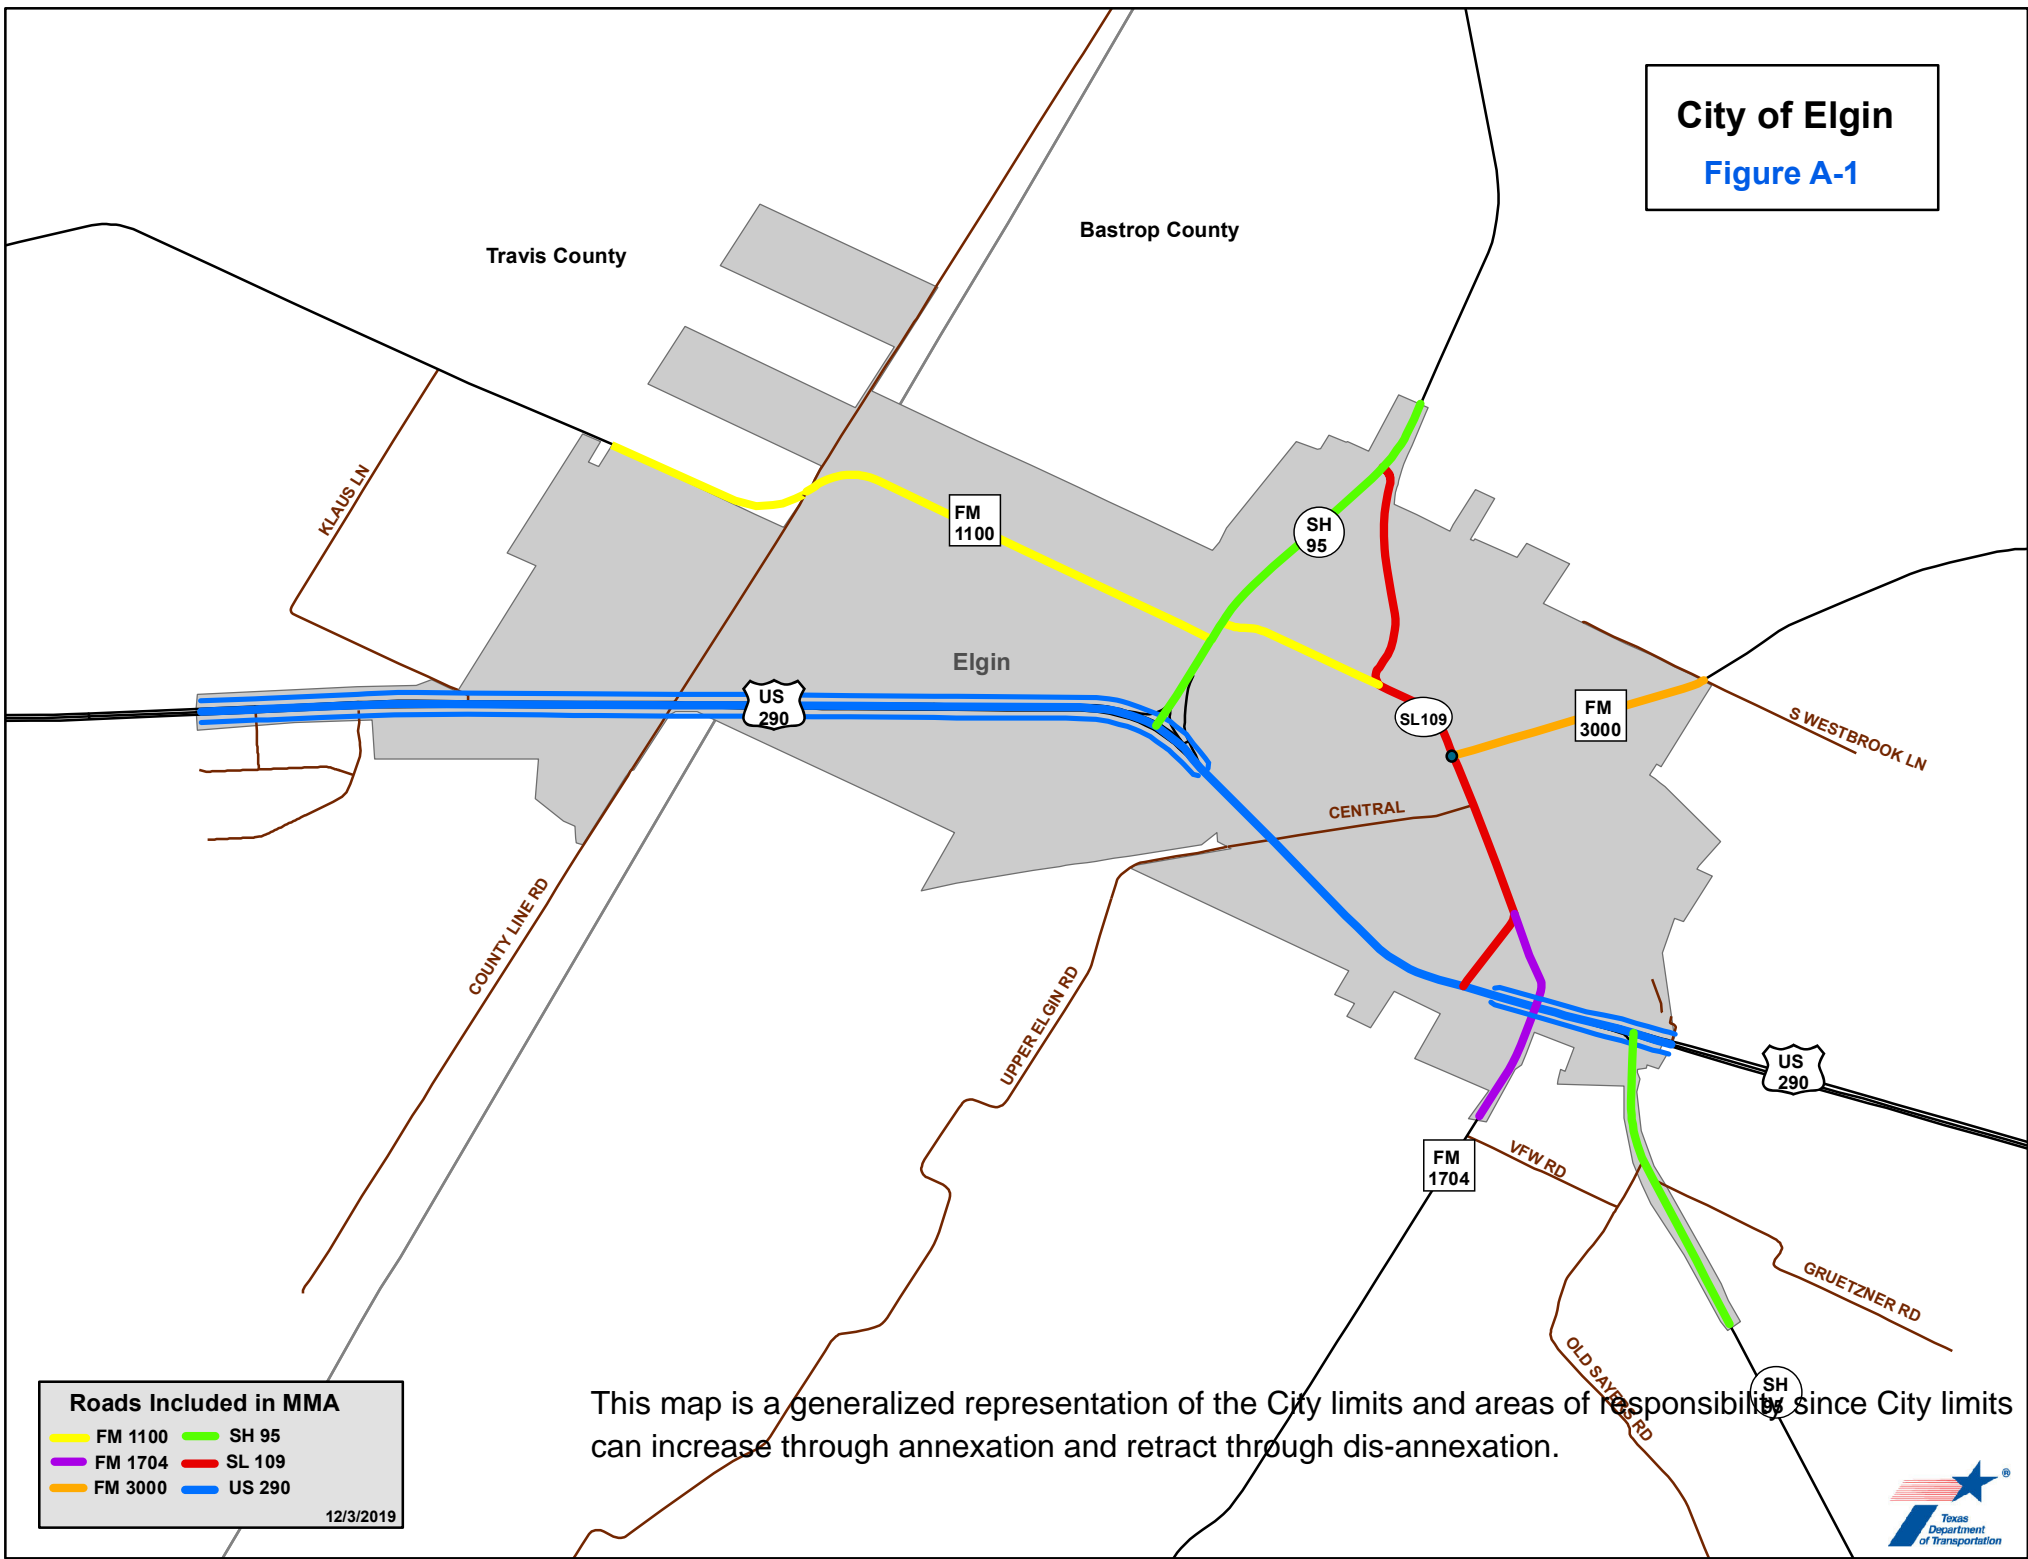 City of Elgin
Figure A-1
Travis County
Bastrop County
KLAUS LN
FM
1100
SH
95
Elgin
US
290
SL109
FM
3000
S WESTBROOK LN
CENTRAL
COUNTY LINE RD
UPPER ELGIN RD
US
290
FM
1704
VFW RD
GRUETZNER RD
OLD SAYERS RD
SH
95
Roads Included in MMA
FM 1100 SH 95
FM 1704 SL 109
FM 3000 US 290
12/3/2019
This map is a generalized representation of the City limits and areas of responsibility since City limits
can increase through annexation and retract through dis-annexation.
®
Texas
Department
of Transportation